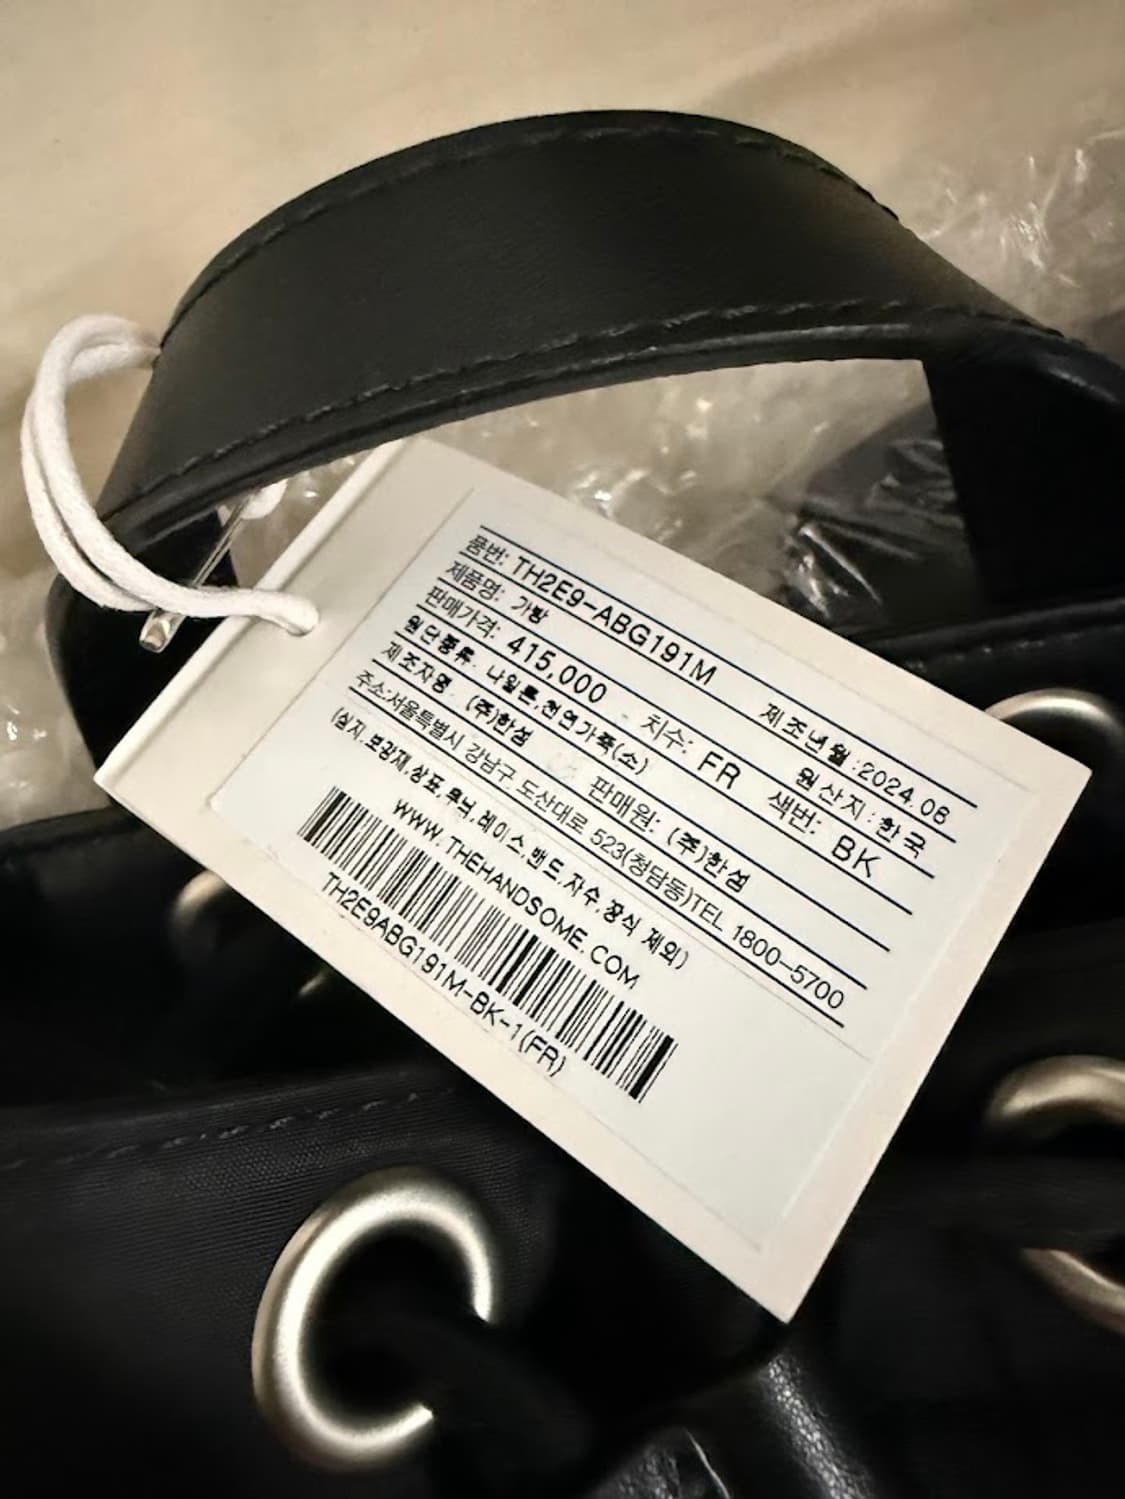 품번: TH2E9-ABG191M 제조년월:2024.06
제품명: 가방 원산지:한국
판매가격: 415,000 치수: FR 색번: BK
원단종류. 나일론,천연가죽(소)
제조자명. (주)한섬 판매원: (주)한섬
주소:서울특별시 강남구 도산대로 523(청담동)TEL 1800-5700
(심지,보강재,상표,루닉,레이스,밴드,자수,장식 제외)
WWW.THEHANDSOME.COM
TH2E9ABG191M-BK-1(FR)